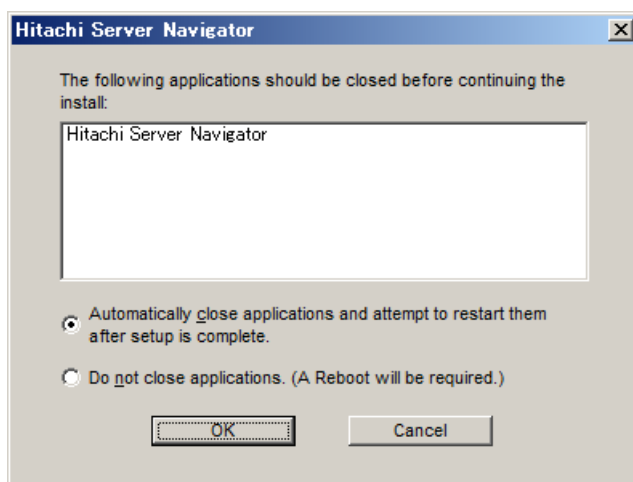 Hitachi Server Navigator
The following applications should be closed before continuing the
install:
Hitachi Server Navigator
Automatically close applications and attempt to restart them
after setup is complete.
Do not close applications. (A Reboot will be required.)
OK
Cancel